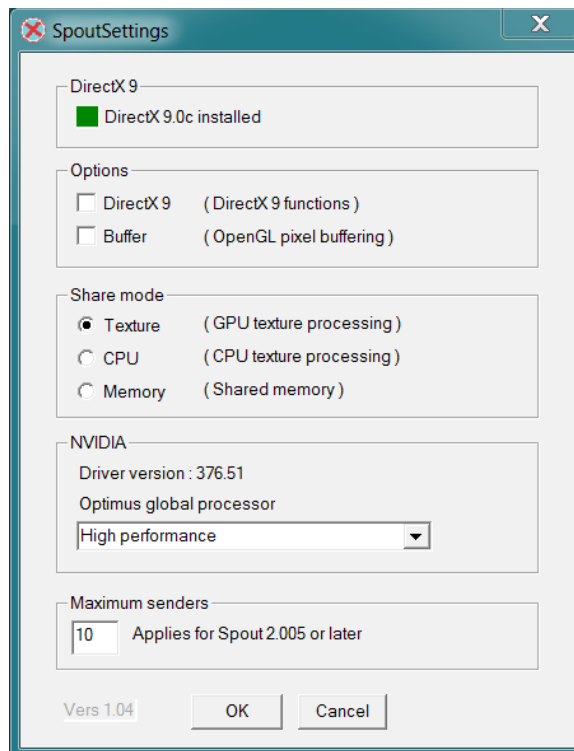 SpoutSettings
DirectX 9
DirectX 9.0c installed
Options
DirectX 9 ( DirectX 9 functions )
Buffer ( OpenGL pixel buffering )
Share mode
Texture ( GPU texture processing )
CPU ( CPU texture processing )
Memory ( Shared memory )
NVIDIA
Driver version : 376.51
Optimus global processor
High performance
Maximum senders
10 Applies for Spout 2.005 or later
Vers 1.04 OK Cancel